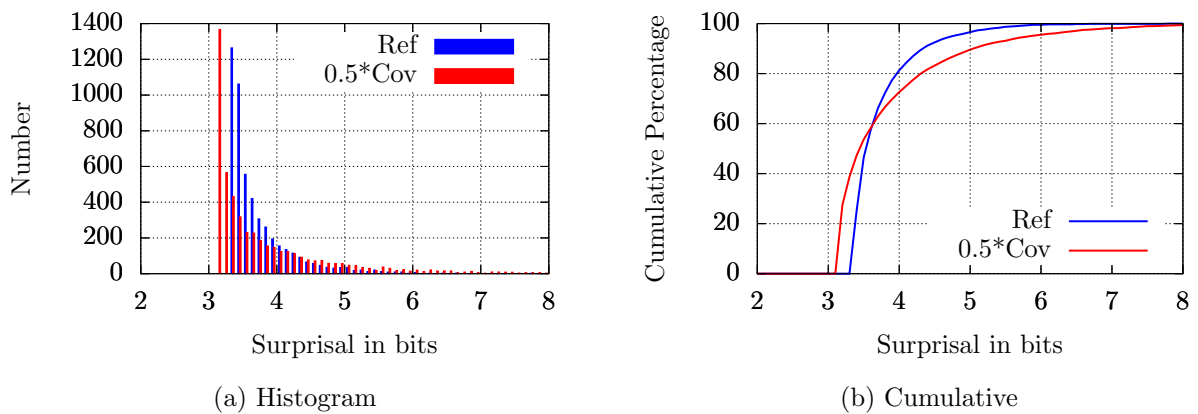 1400
1200
1000
800
600
400
200
0
Number
Ref
0.5*Cov
2 3 4 5 6 7 8
Surprisal in bits
(a) Histogram
100
80
60
40
20
0
Cumulative Percentage
Ref
0.5*Cov
2 3 4 5 6 7 8
Surprisal in bits
(b) Cumulative